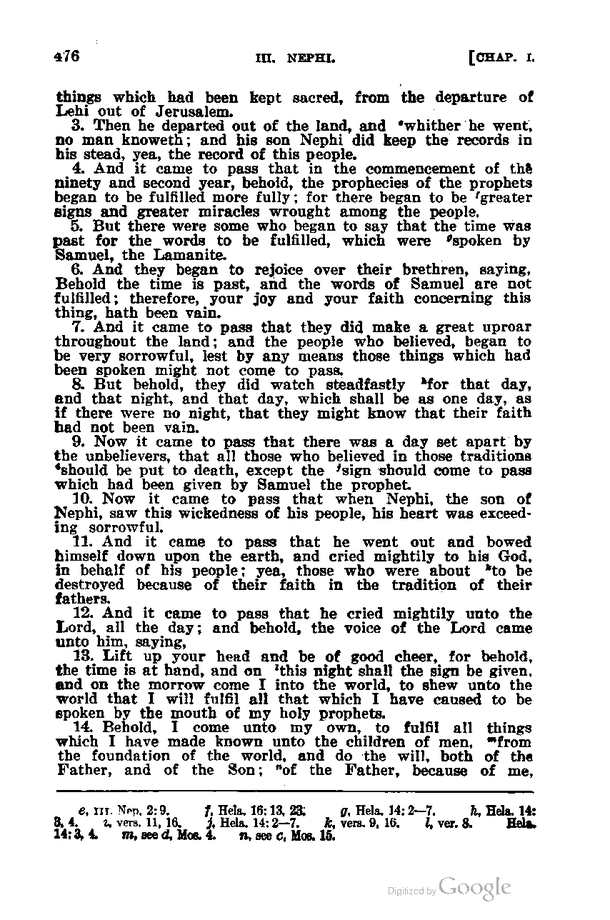 476 III. NEPHI. [CHAP. I.
things which had been kept sacred, from the departure of
Lehi out of Jerusalem.
3. Then he departed out of the land, and ᵉwhither he went,
no man knoweth; and his son Nephi did keep the records in
his stead, yea, the record of this people.
4. And it came to pass that in the commencement of the
ninety and second year, behold, the prophecies of the prophets
began to be fulfilled more fully; for there began to be ᶠgreater
signs and greater miracles wrought among the people.
5. But there were some who began to say that the time was
past for the words to be fulfilled, which were ᵍspoken by
Samuel, the Lamanite.
6. And they began to rejoice over their brethren, saying,
Behold the time is past, and the words of Samuel are not
fulfilled; therefore, your joy and your faith concerning this
thing, hath been vain.
7. And it came to pass that they did make a great uproar
throughout the land; and the people who believed, began to
be very sorrowful, lest by any means those things which had
been spoken might not come to pass.
8. But behold, they did watch steadfastly ʰfor that day,
and that night, and that day, which shall be as one day, as
if there were no night, that they might know that their faith
had not been vain.
9. Now it came to pass that there was a day set apart by
the unbelievers, that all those who believed in those traditions
ⁱshould be put to death, except the ʲsign should come to pass
which had been given by Samuel the prophet.
10. Now it came to pass that when Nephi, the son of
Nephi, saw this wickedness of his people, his heart was exceed-
ing sorrowful.
11. And it came to pass that he went out and bowed
himself down upon the earth, and cried mightily to his God,
in behalf of his people; yea, those who were about ᵏto be
destroyed because of their faith in the tradition of their
fathers.
12. And it came to pass that he cried mightily unto the
Lord, all the day; and behold, the voice of the Lord came
unto him, saying,
13. Lift up your head and be of good cheer, for behold,
the time is at hand, and on ˡthis night shall the sign be given,
and on the morrow come I into the world, to shew unto the
world that I will fulfil all that which I have caused to be
spoken by the mouth of my holy prophets.
14. Behold, I come unto my own, to fulfil all things
which I have made known unto the children of men, ᵐfrom
the foundation of the world, and do the will, both of the
Father, and of the Son; ⁿof the Father, because of me,
e, III. Nep. 2:9. f, Hela. 16:13, 23. g, Hela. 14:2—7. h, Hela. 14:
3, 4. i, vers. 11, 16. j, Hela. 14:2—7. k, vers. 9, 16. l, ver. 8. Hela.
14:3, 4. m, see d, Mos. 4. n, see c, Mos. 15.
Digitized by Google